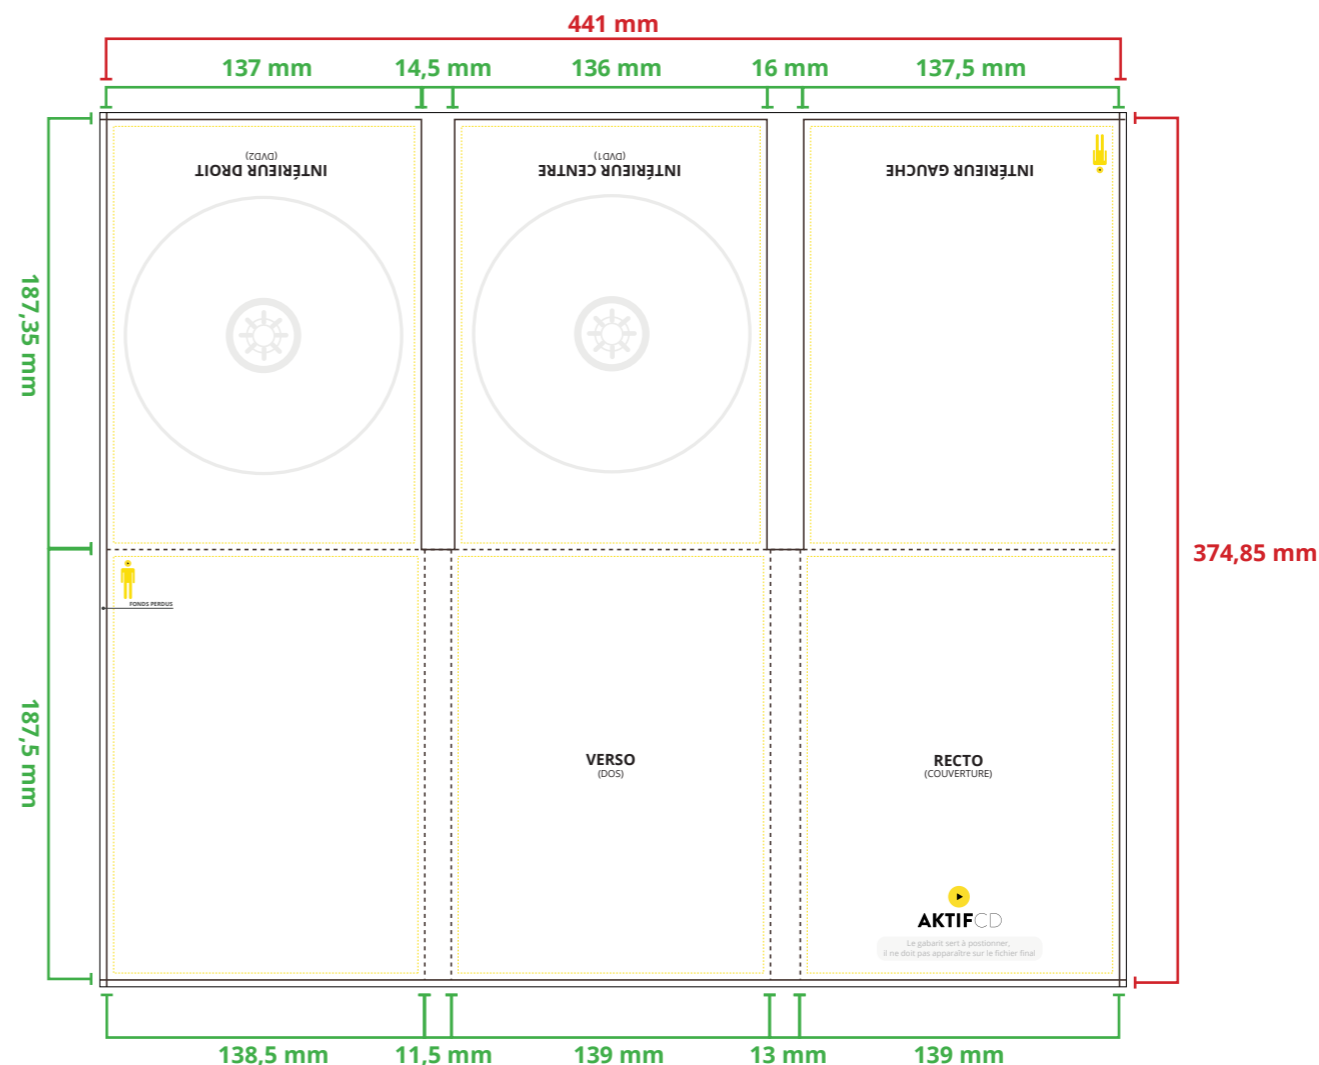 441 mm
137 mm
14,5 mm
136 mm
16 mm
137,5 mm
(DVD2)
INTÉRIEUR DROIT
(DVD1)
INTÉRIEUR CENTRE
INTÉRIEUR GAUCHE
187,35 mm
374,85 mm
FONDS PERDUS
187,5 mm
VERSO
(DOS)
RECTO
(COUVERTURE)
AKTIFCD
Le gabarit sert à postionner,
il ne doit pas apparaître sur le fichier final
138,5 mm
11,5 mm
139 mm
13 mm
139 mm